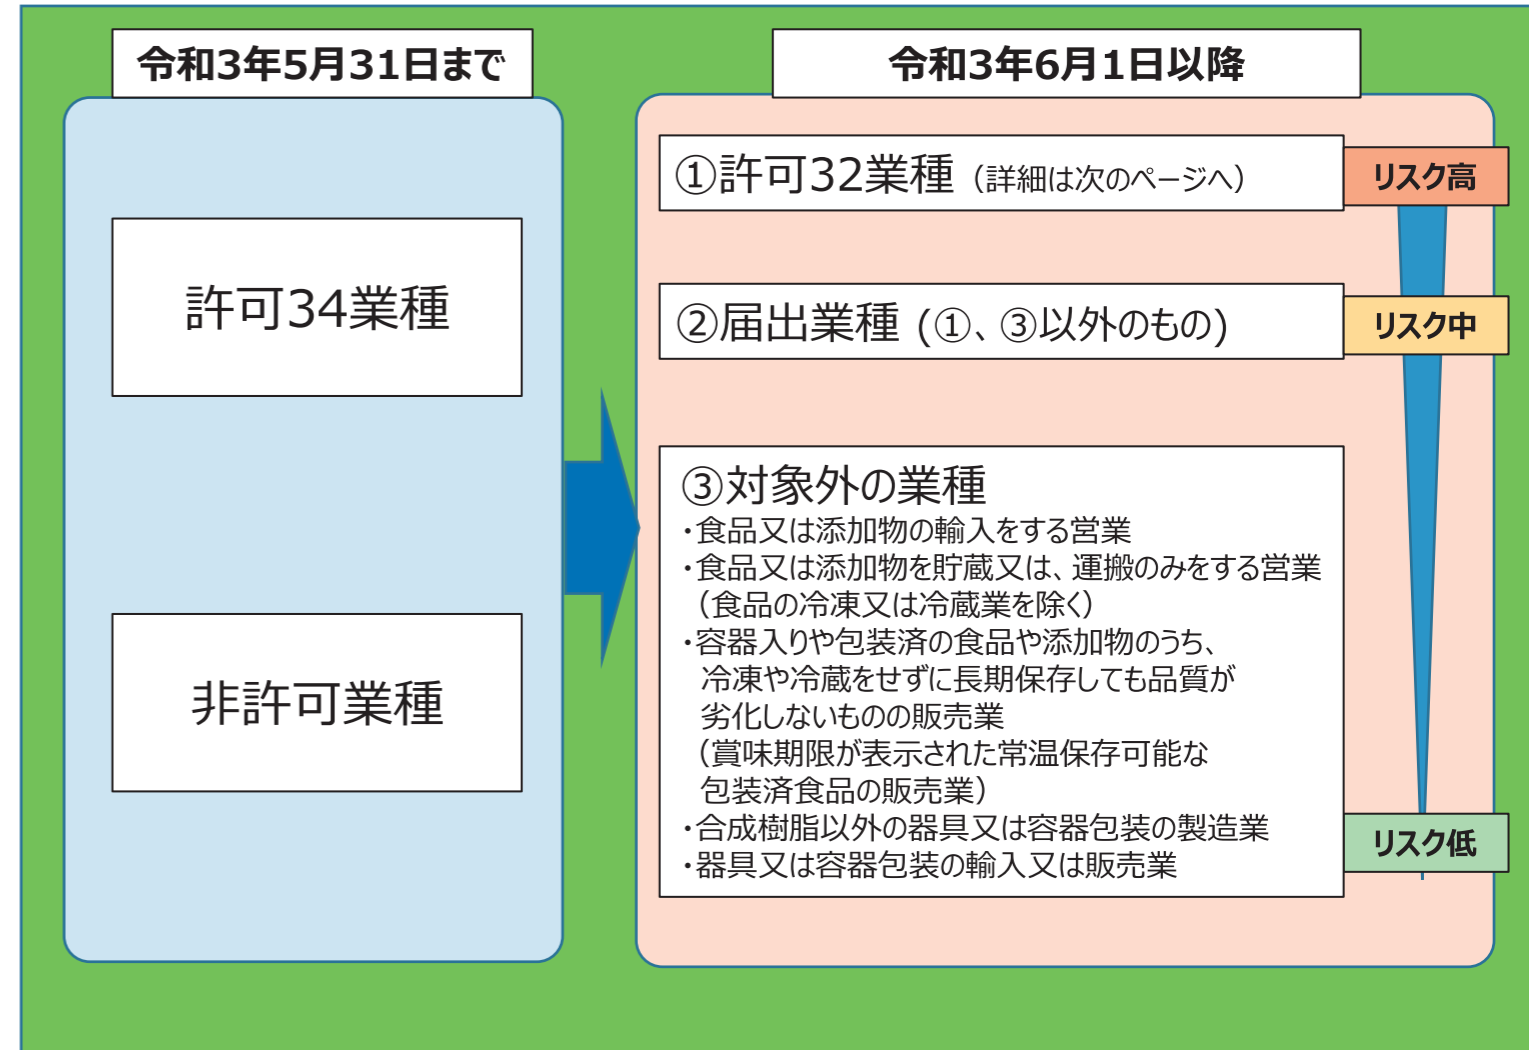 令和3年5月31日まで
許可34業種
非許可業種
令和3年6月1日以降
①許可32業種（詳細は次のページへ）
リスク高
②届出業種 (①、③以外のもの)
リスク中
③対象外の業種
・食品又は添加物の輸入をする営業
・食品又は添加物を貯蔵又は、運搬のみをする営業
（食品の冷凍又は冷蔵業を除く）
・容器入りや包装済の食品や添加物のうち、
冷凍や冷蔵をせずに長期保存しても品質が
劣化しないものの販売業
（賞味期限が表示された常温保存可能な
包装済食品の販売業）
・合成樹脂以外の器具又は容器包装の製造業
・器具又は容器包装の輸入又は販売業
リスク低